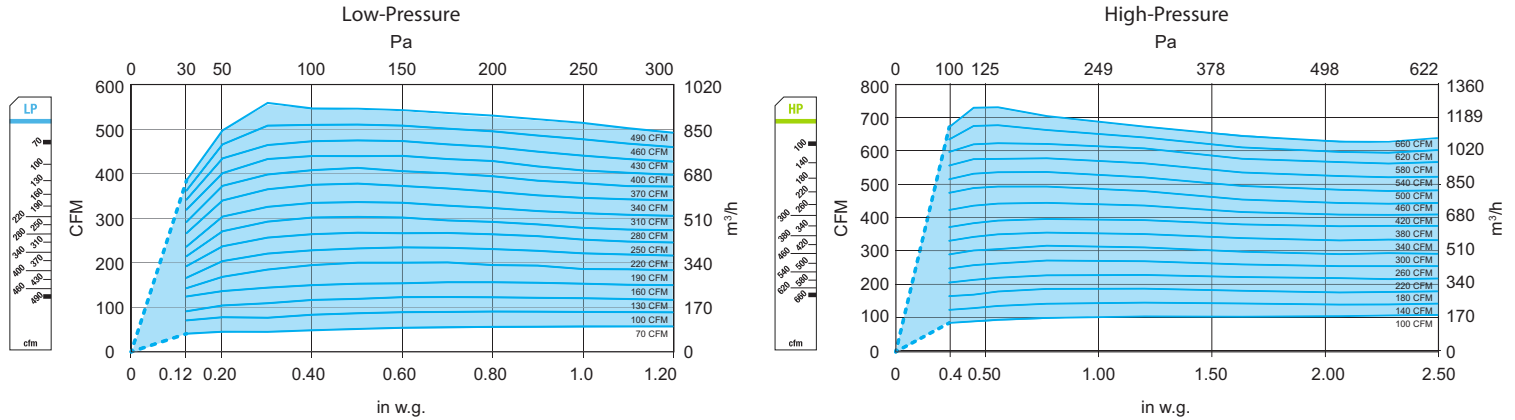 Low-Pressure
Pa
0 30 50 100 150 200 250 300
600 500 400 300 200 100 0
CFM
1020 850 680 510 340 170 0
m³/h
490 CFM
460 CFM
430 CFM
400 CFM
370 CFM
340 CFM
310 CFM
280 CFM
250 CFM
220 CFM
190 CFM
160 CFM
130 CFM
100 CFM
70 CFM
0 0.12 0.20 0.40 0.60 0.80 1.0 1.20
in w.g.
LP
70
100
130
160
190
220
250
280
310
340
370
400
430
460
490
cfm
High-Pressure
Pa
0 100 125 249 378 498 622
800 700 600 500 400 300 200 100 0
CFM
1360 1189 1020 850 680 510 340 170 0
m³/h
660 CFM
620 CFM
580 CFM
540 CFM
500 CFM
460 CFM
420 CFM
380 CFM
340 CFM
300 CFM
260 CFM
220 CFM
180 CFM
140 CFM
100 CFM
0 0.4 0.50 1.00 1.50 2.00 2.50
in w.g.
HP
100
140
180
220
260
300
340
380
420
460
500
540
580
620
660
cfm